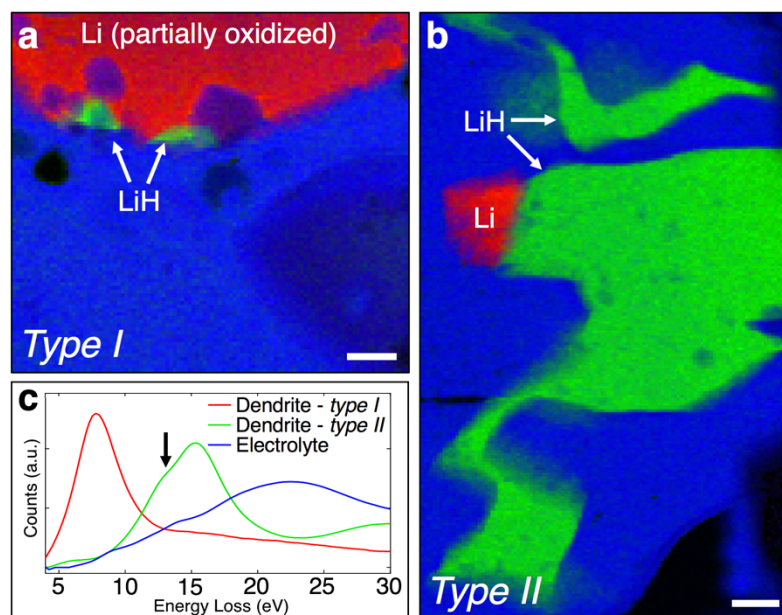 a
Li (partially oxidized)
LiH
Type I
b
LiH
Li
Type II
c
Dendrite - type I
Dendrite - type II
Electrolyte
Counts (a.u.)
5 10 15 20 25 30
Energy Loss (eV)